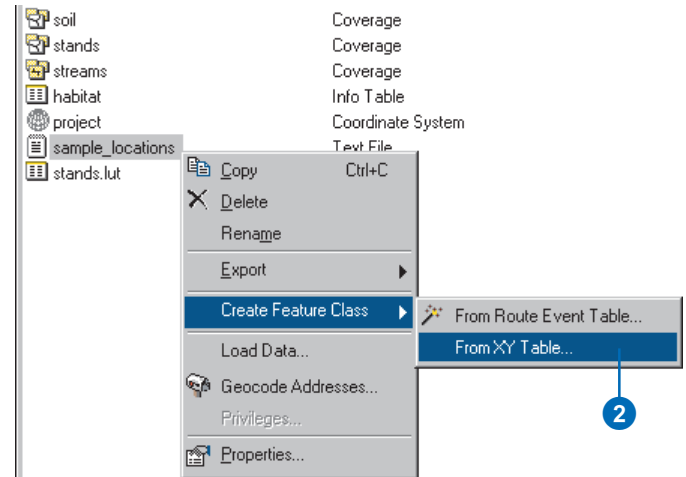 soil Coverage
stands Coverage
streams Coverage
habitat Info Table
project Coordinate System
sample_locations Text File
stands.lut
Copy Ctrl+C
Delete
Rename
Export
Create Feature Class
From Route Event Table...
From XY Table...
Load Data...
2
Geocode Addresses...
Privileges...
Properties...